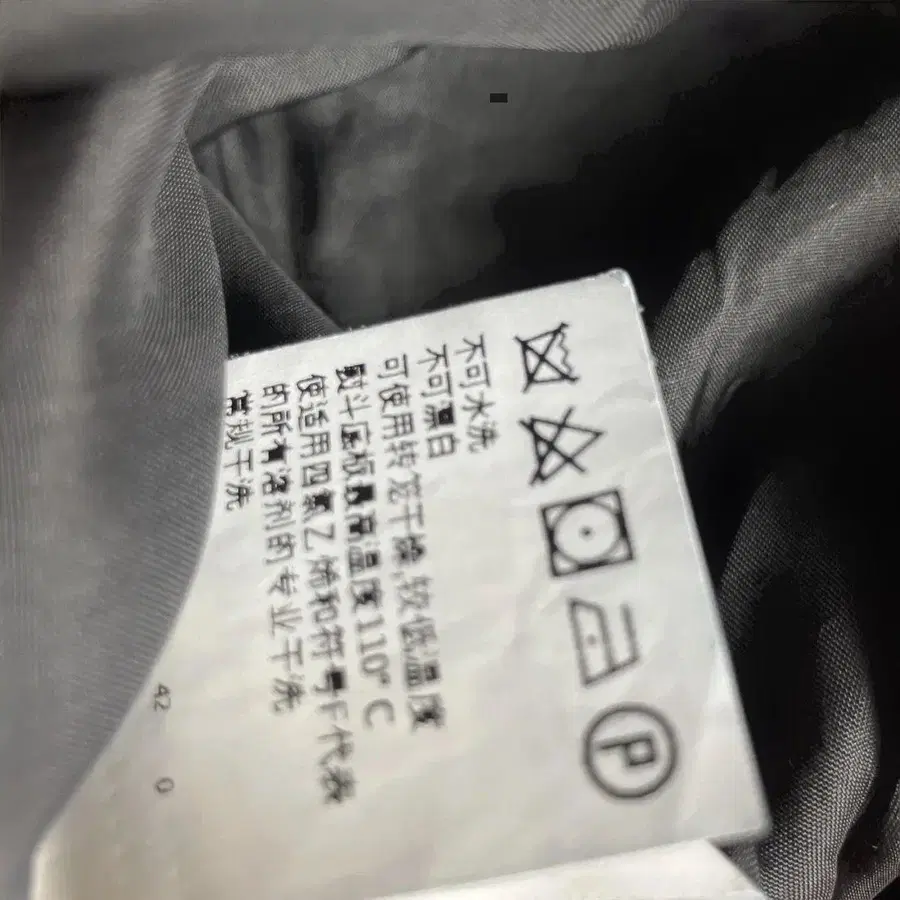 不可水洗
不可漂白
可使用转笼干燥,较低温度
熨斗底板最高温度110°C
使适用四氯乙烯和符号F代表
的所有溶剂的专业干洗
常规干洗
P
42
0